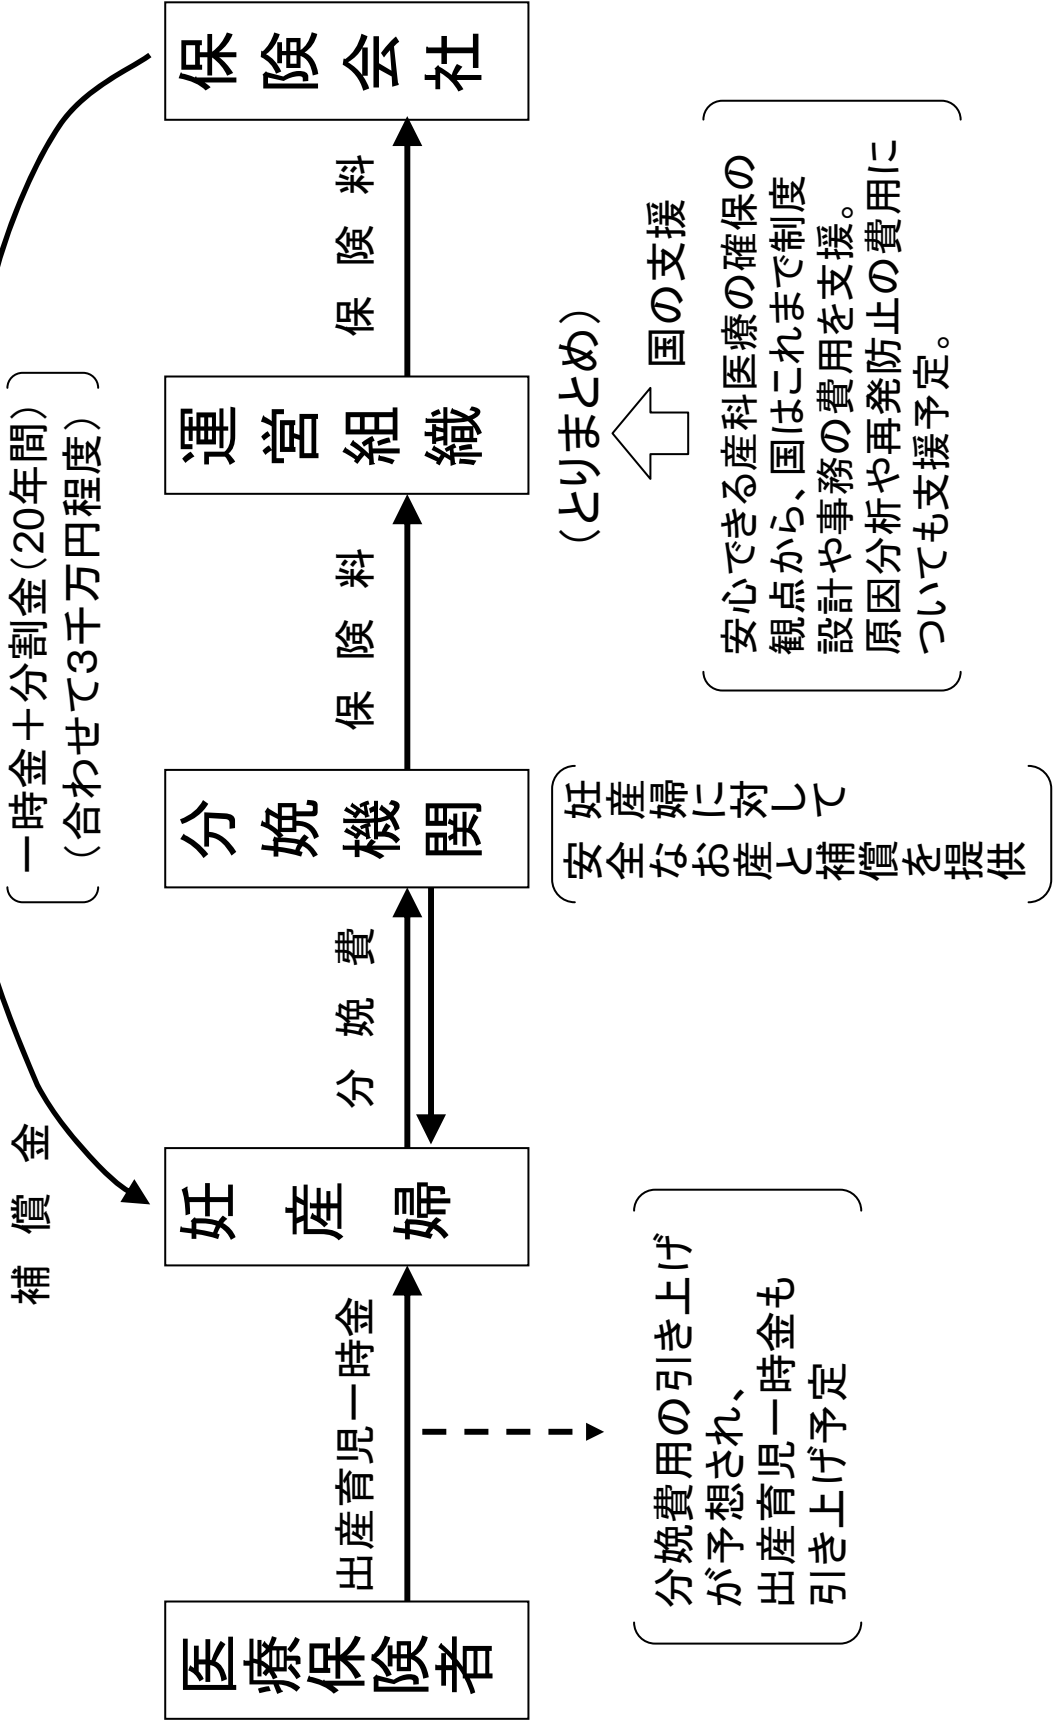 補償金
一時金＋分割金（20年間）
（合わせて3千万円程度）
医療保険者
出産育児一時金
妊産婦
分娩費
分娩機関
保険料
運営組織
保険料
保険会社
分娩費用の引き上げ
が予想され、
出産育児一時金も
引き上げ予定
妊産婦に対して
安全なお産と補償を提供
（とりまとめ）
国の支援
安心できる産科医療の確保の
観点から、国はこれまで制度
設計や事務の費用を支援。
原因分析や再発防止の費用に
ついても支援予定。